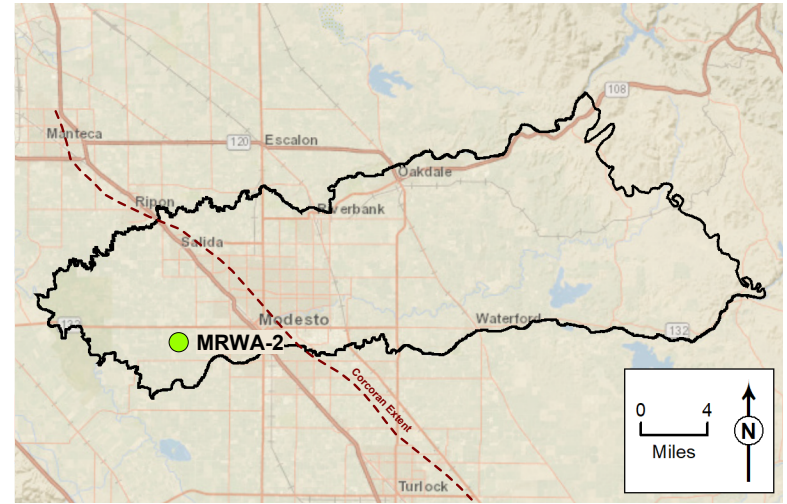 108
Manteca
120
Escalon
Oakdale
Ripon
Riverbank
Salida
132
Modesto
Waterford
132
MRWA-2
Corcoran Extent
Turlock
0 4
Miles
N